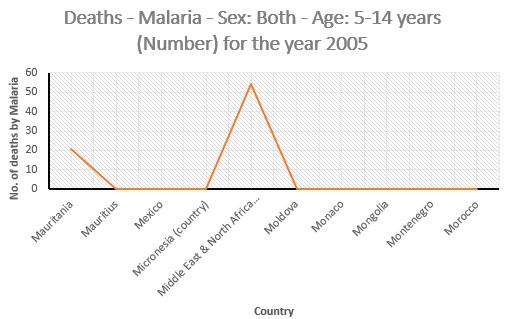 Deaths - Malaria - Sex: Both - Age: 5-14 years
(Number) for the year 2005
No. of deaths by Malaria
60
50
40
30
20
10
0
Mauritania
Mauritius
Mexico
Micronesia (country)
Middle East & North Africa...
Moldova
Monaco
Mongolia
Montenegro
Morocco
Country